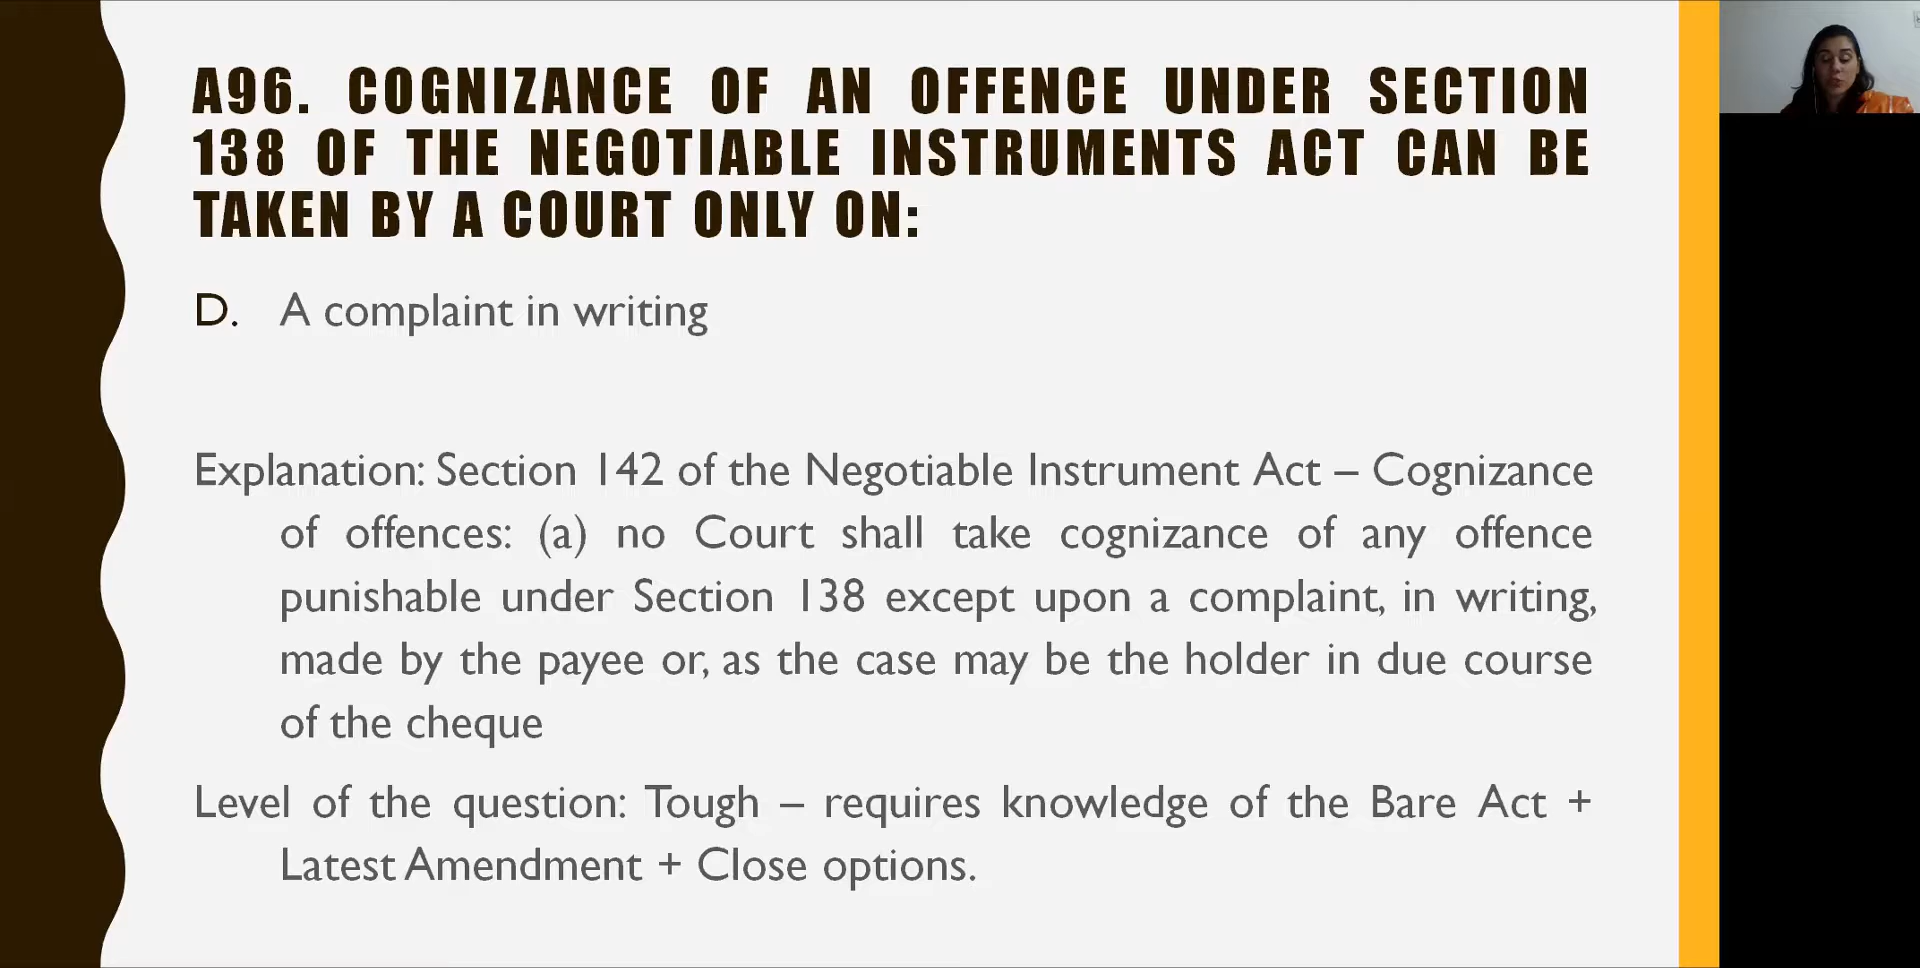 A96. COGNIZANCE OF AN OFFENCE UNDER SECTION
138 OF THE NEGOTIABLE INSTRUMENTS ACT CAN BE
TAKEN BY A COURT ONLY ON:
D. A complaint in writing
Explanation: Section 142 of the Negotiable Instrument Act – Cognizance
of offences: (a) no Court shall take cognizance of any offence
punishable under Section 138 except upon a complaint, in writing,
made by the payee or, as the case may be the holder in due course
of the cheque
Level of the question: Tough – requires knowledge of the Bare Act +
Latest Amendment + Close options.